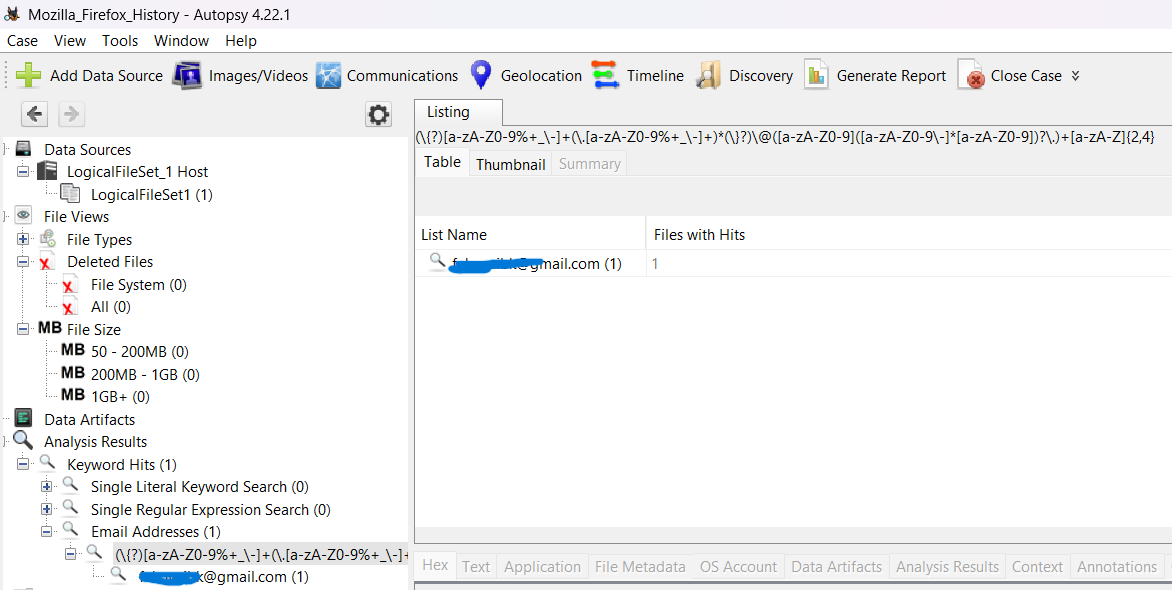 Mozilla_Firefox_History - Autopsy 4.22.1
Case View Tools Window Help
Add Data Source Images/Videos Communications Geolocation Timeline Discovery Generate Report Close Case
Data Sources
LogicalFileSet_1 Host
LogicalFileSet1 (1)
File Views
File Types
Deleted Files
File System (0)
All (0)
MB File Size
MB 50 - 200MB (0)
MB 200MB - 1GB (0)
MB 1GB+ (0)
Data Artifacts
Analysis Results
Keyword Hits (1)
Single Literal Keyword Search (0)
Single Regular Expression Search (0)
Email Addresses (1)
(\{?)[a-zA-Z0-9%+_\-]+(\.[a-zA-Z0-9%+_\-]+
@gmail.com (1)
Listing
(\{?)[a-zA-Z0-9%+_\-]+(\.[a-zA-Z0-9%+_\-]+)*(\}?)\@([a-zA-Z0-9]([a-zA-Z0-9\-]*[a-zA-Z0-9])?\.)+[a-zA-Z]{2,4}
Table Thumbnail Summary
List Name Files with Hits
@gmail.com (1) 1
Hex Text Application File Metadata OS Account Data Artifacts Analysis Results Context Annotations